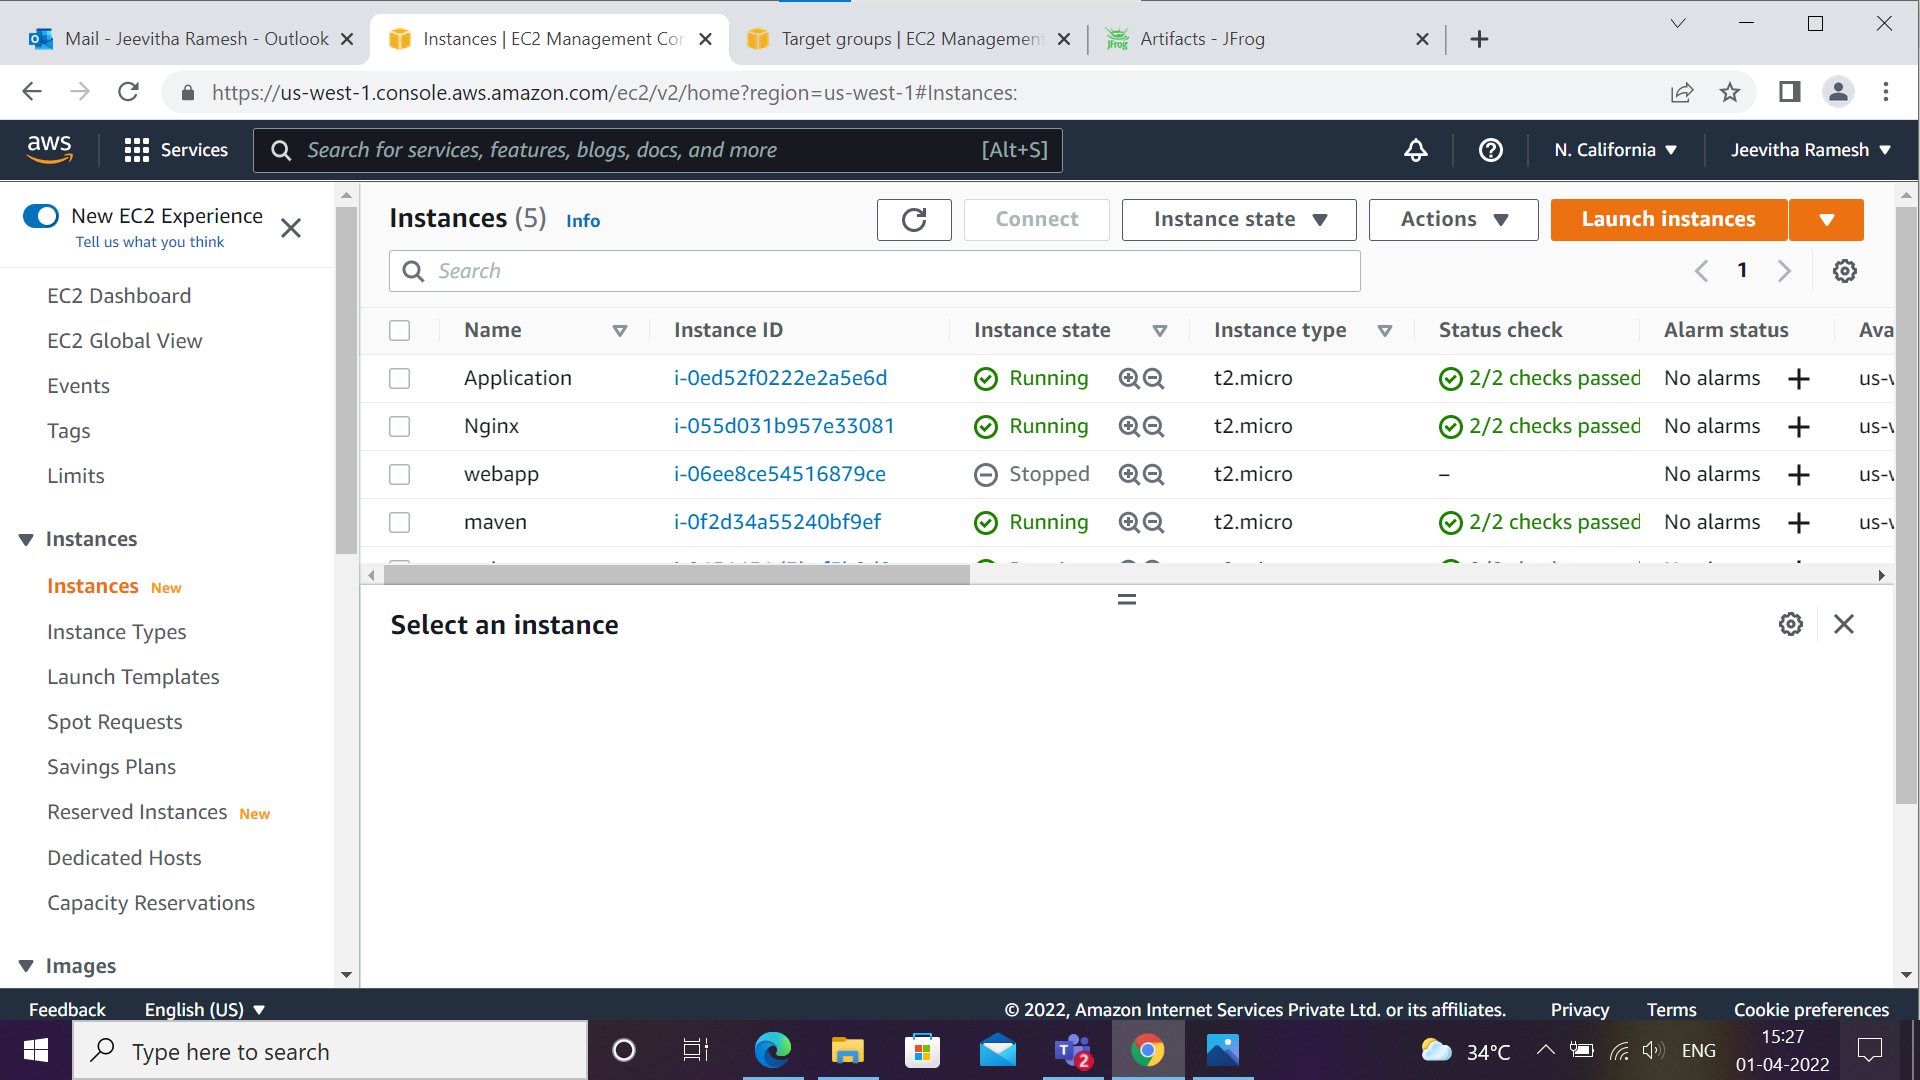 Mail - Jeevitha Ramesh - Outlook
Instances | EC2 Management Cor
Target groups | EC2 Management
Artifacts - JFrog
https://us-west-1.console.aws.amazon.com/ec2/v2/home?region=us-west-1#Instances:
aws
Services
Search for services, features, blogs, docs, and more
[Alt+S]
N. California
Jeevitha Ramesh
New EC2 Experience
Tell us what you think
EC2 Dashboard
EC2 Global View
Events
Tags
Limits
Instances
Instances New
Instance Types
Launch Templates
Spot Requests
Savings Plans
Reserved Instances New
Dedicated Hosts
Capacity Reservations
Images
Instances (5) Info
Connect
Instance state
Actions
Launch instances
Search
1
Name Instance ID Instance state Instance type Status check Alarm status Ava
Application i-0ed52f0222e2a5e6d Running t2.micro 2/2 checks passed No alarms + us-v
Nginx i-055d031b957e33081 Running t2.micro 2/2 checks passed No alarms + us-v
webapp i-06ee8ce54516879ce Stopped t2.micro – No alarms + us-v
maven i-0f2d34a55240bf9ef Running t2.micro 2/2 checks passed No alarms + us-v
Select an instance
Feedback English (US)
© 2022, Amazon Internet Services Private Ltd. or its affiliates. Privacy Terms Cookie preferences
Type here to search
2
34°C
ENG
15:27
01-04-2022